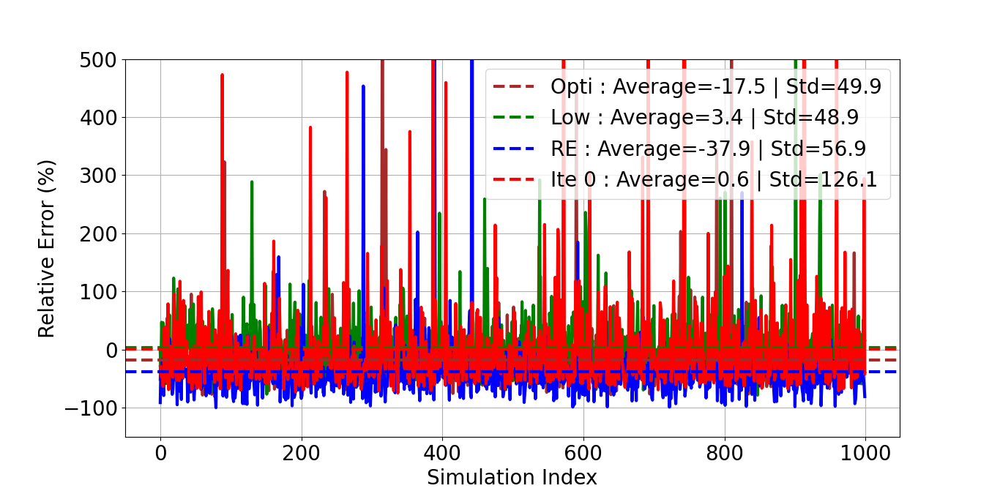 500
400
300
200
100
0
−100
Relative Error (%)
Opti : Average=-17.5 | Std=49.9
Low : Average=3.4 | Std=48.9
RE : Average=-37.9 | Std=56.9
Ite 0 : Average=0.6 | Std=126.1
0 200 400 600 800 1000
Simulation Index